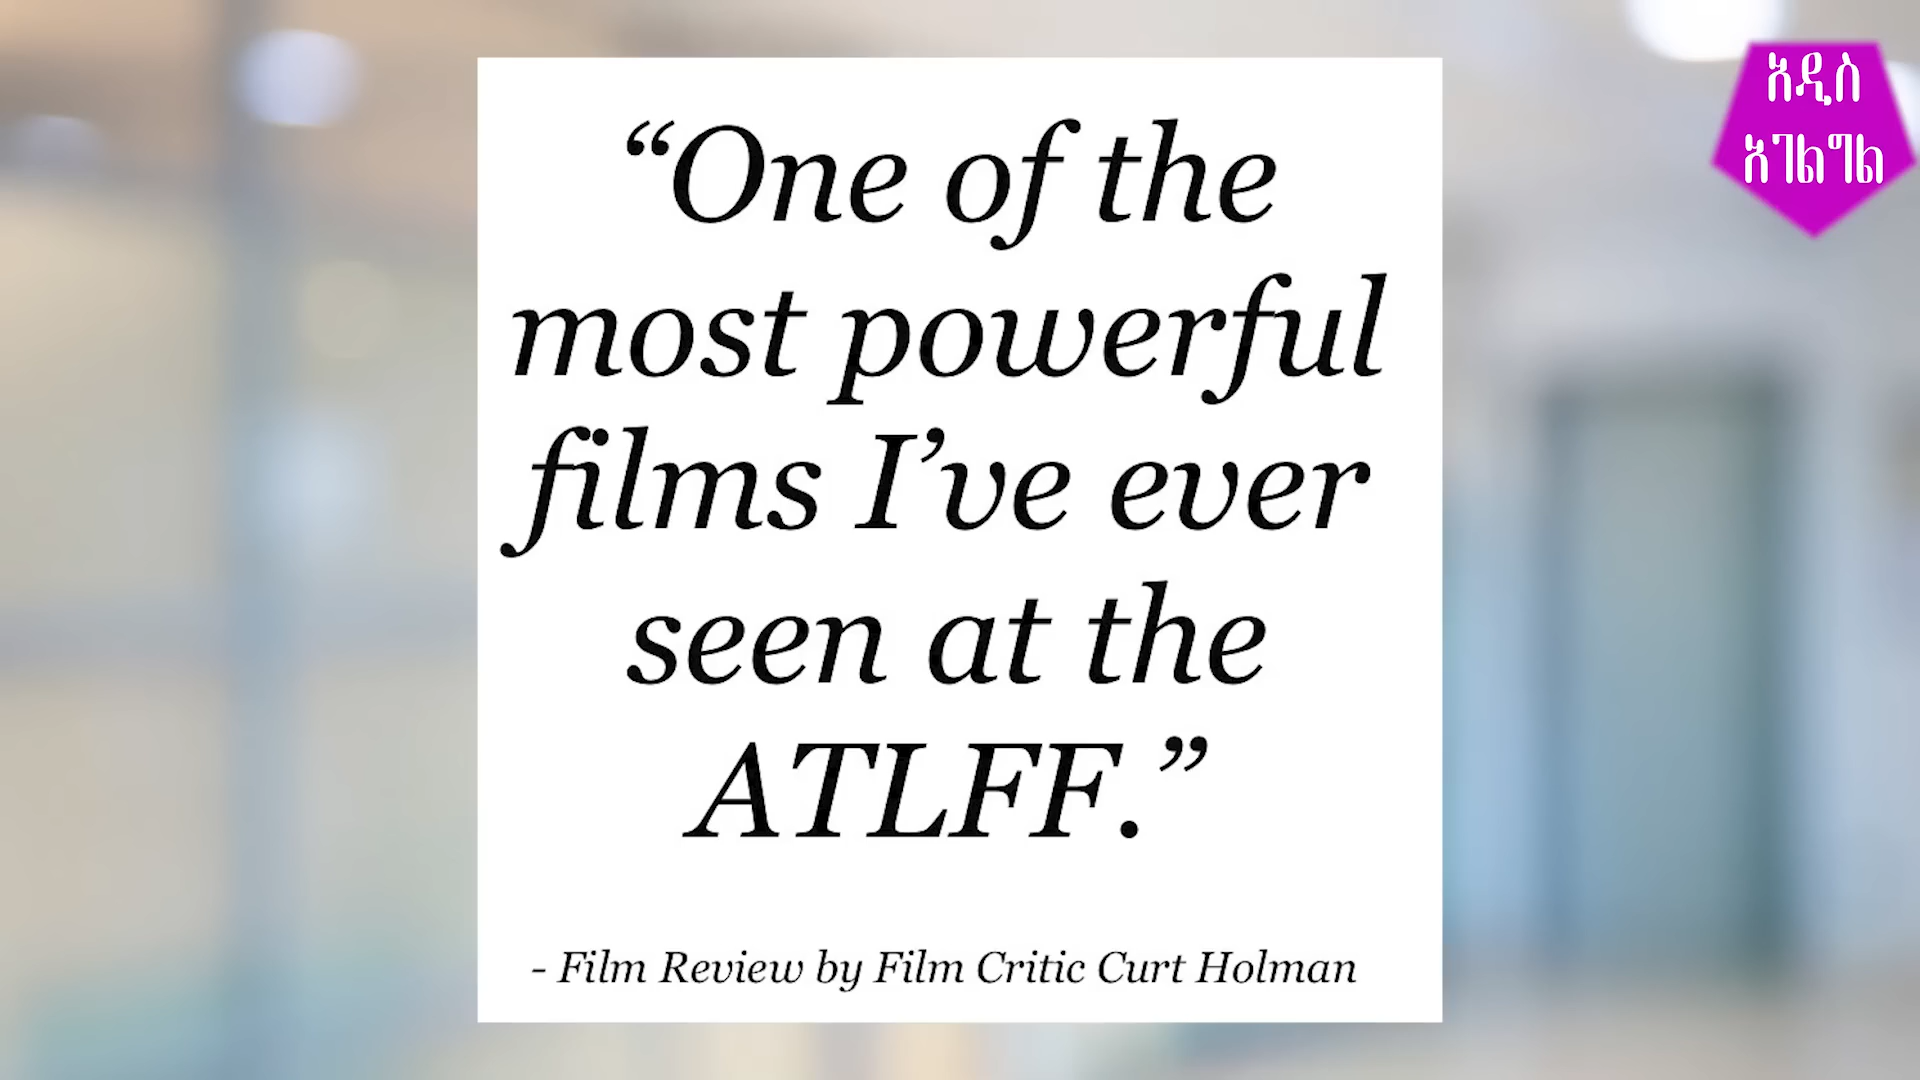 “One of the
most powerful
films I’ve ever
seen at the
ATLFF.”
- Film Review by Film Critic Curt Holman
አዲስ
አገልግል